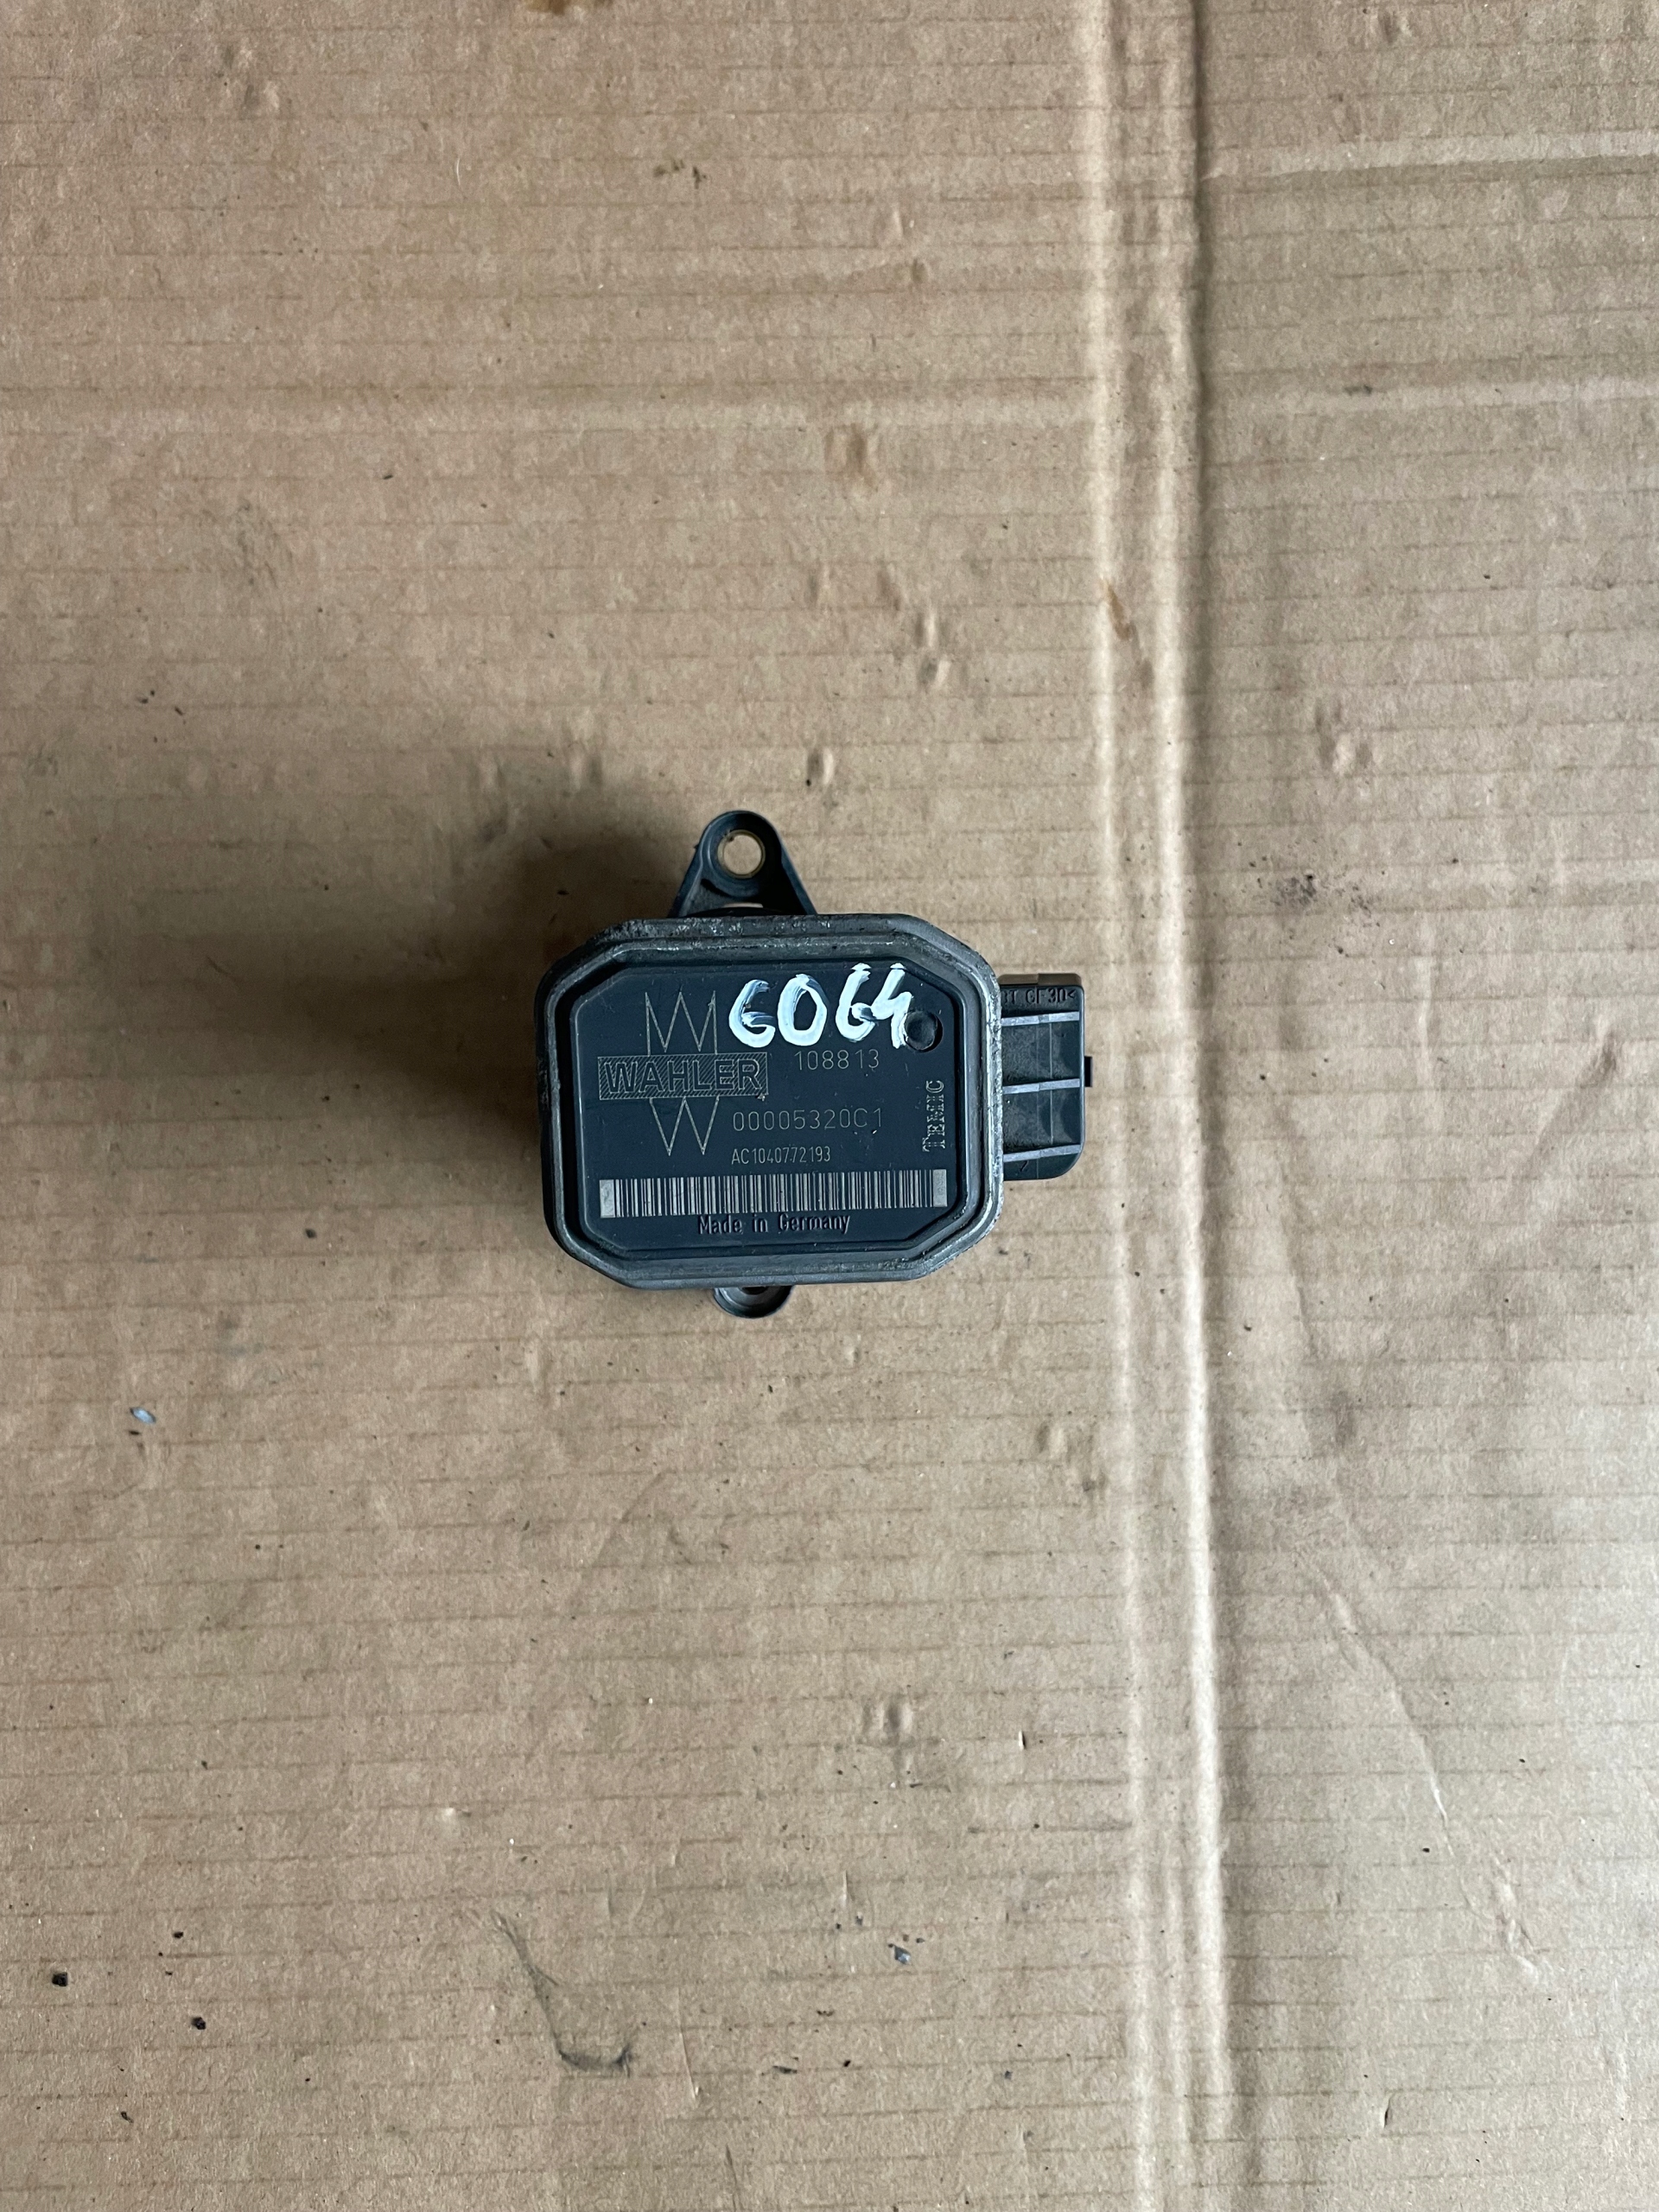 6064
WAHLER
108813
00005320C1
AC1040772193
TEMIC
Made in Germany